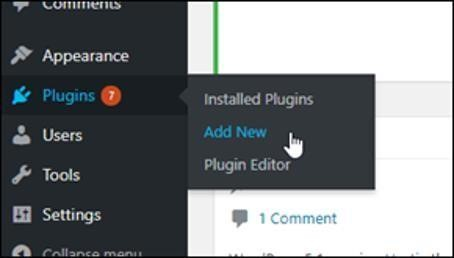 Comments
Appearance
Plugins 7
Installed Plugins
Add New
Plugin Editor
Users
Tools
Settings
1 Comment
Collapse menu